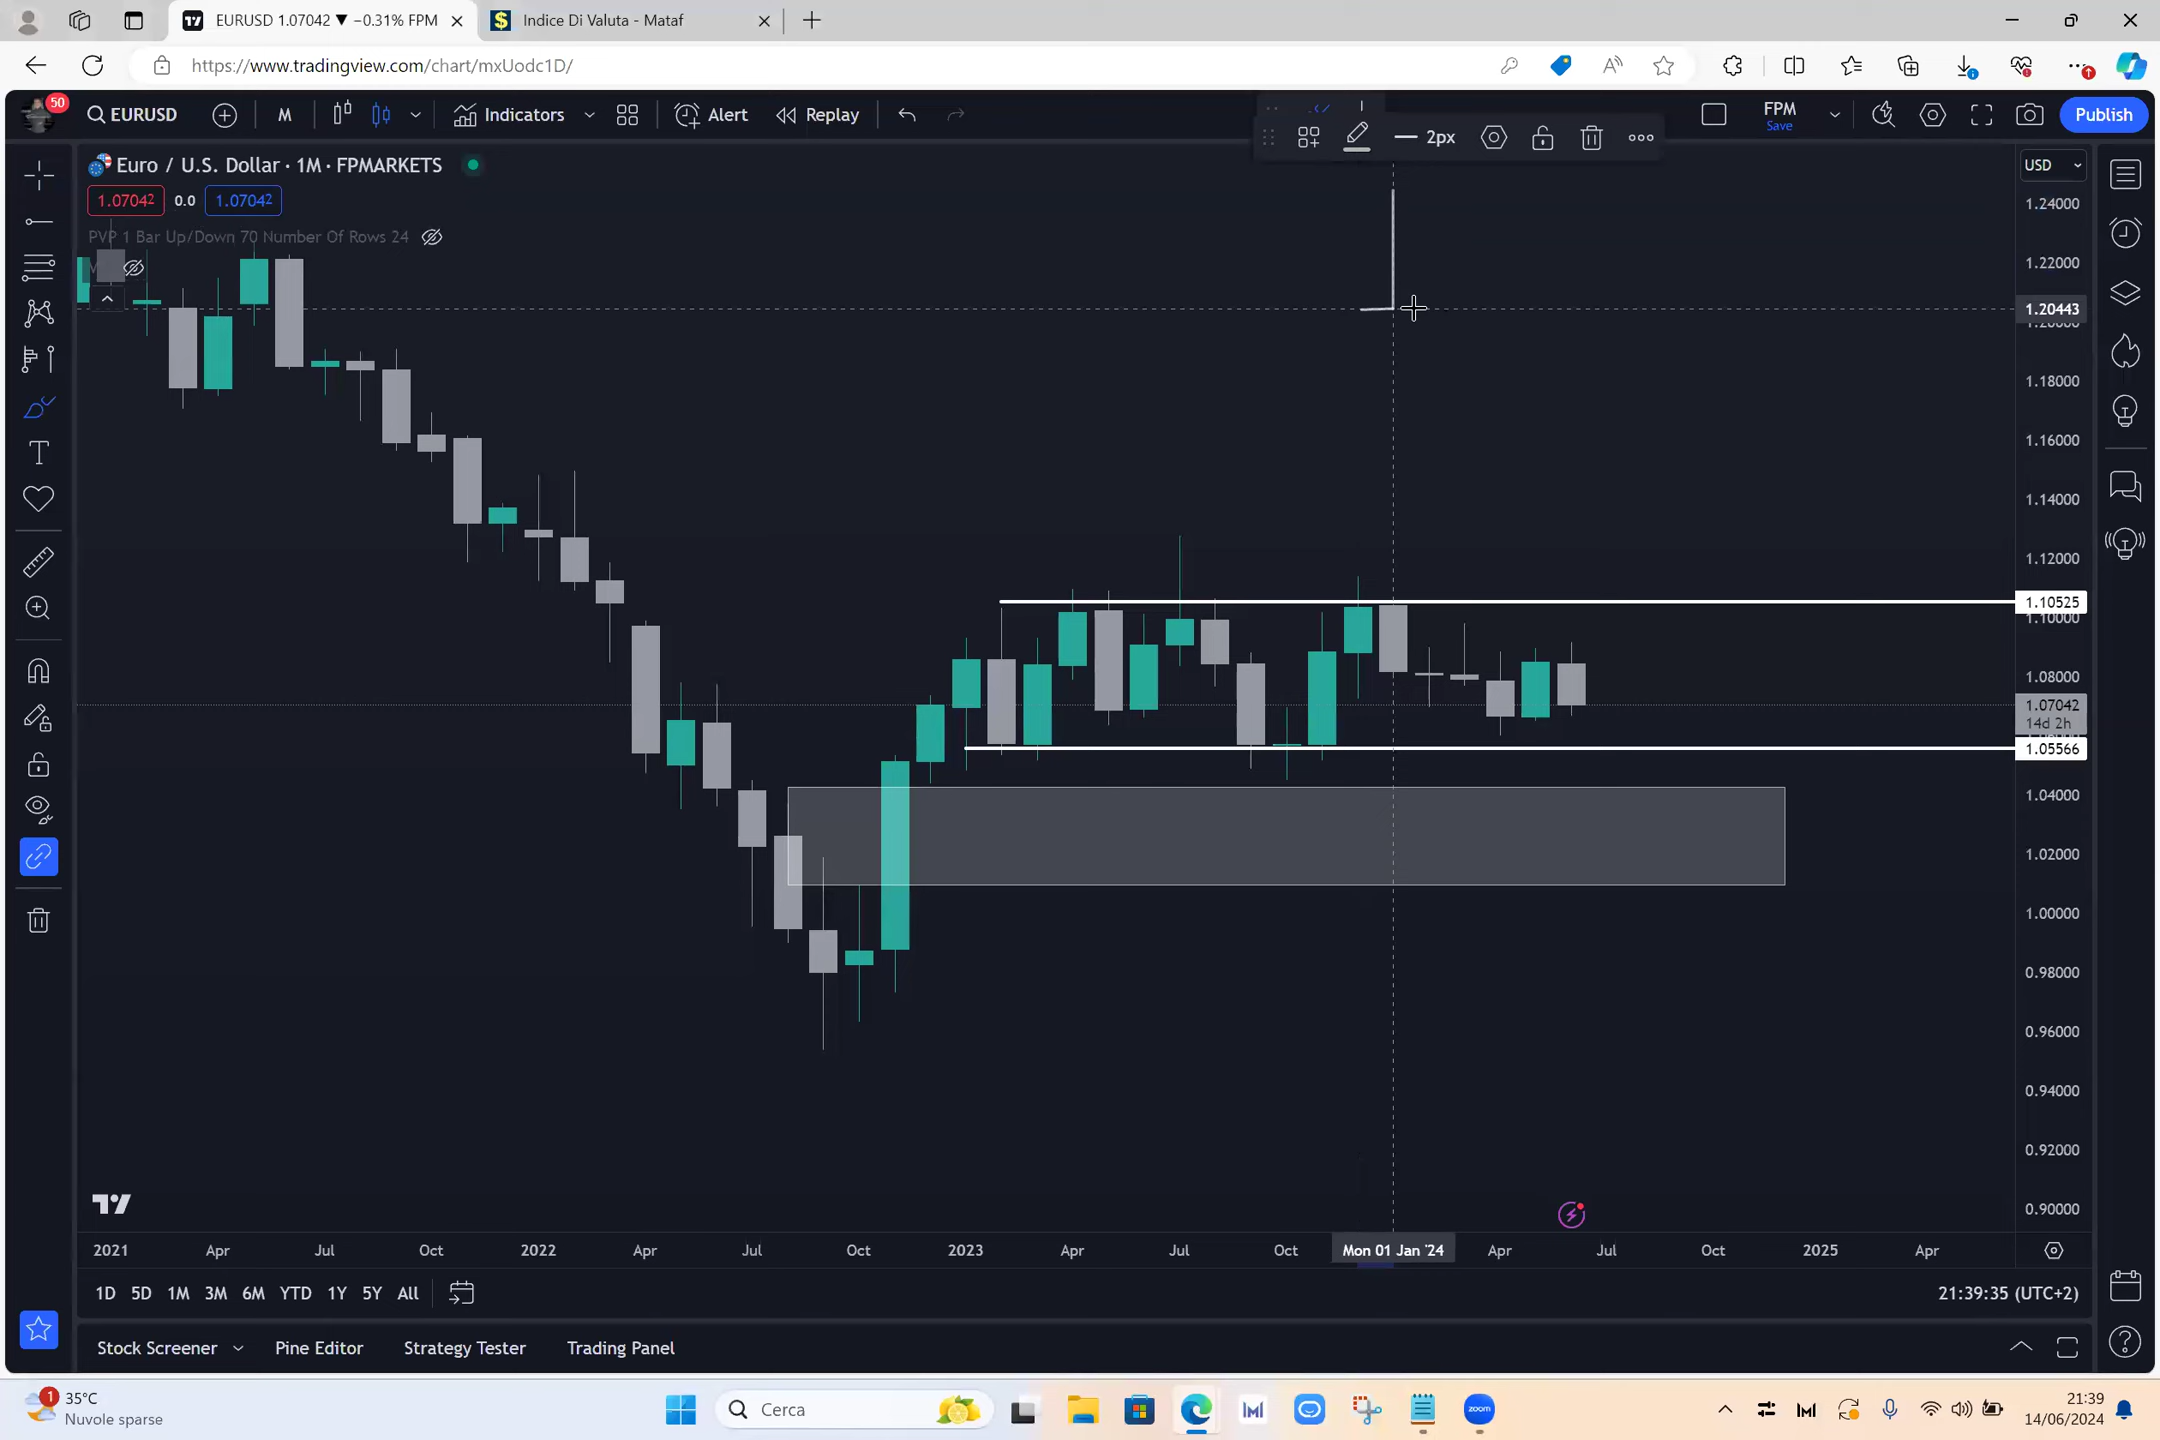 EURUSD 1.07042 ▼ −0.31% FPM
Indice Di Valuta - Mataf
https://www.tradingview.com/chart/mxUodc1D/
50
EURUSD
M
Indicators
Alert
Replay
FPM
Save
Publish
2px
Euro / U.S. Dollar · 1M · FPMARKETS
1.07042 0.0 1.07042
PVP 1 Bar Up/Down 70 Number Of Rows 24
USD
1.24000
1.22000
1.20443
1.20000
1.18000
1.16000
1.14000
1.12000
1.10525
1.10000
1.08000
1.07042
14d 2h
1.05566
1.04000
1.02000
1.00000
0.98000
0.96000
0.94000
0.92000
0.90000
2021 Apr Jul Oct 2022 Apr Jul Oct 2023 Apr Jul Oct Mon 01 Jan '24 Apr Jul Oct 2025 Apr
1D 5D 1M 3M 6M YTD 1Y 5Y All
21:39:35 (UTC+2)
Stock Screener Pine Editor Strategy Tester Trading Panel
1
35°C
Nuvole sparse
Cerca
zoom
21:39
14/06/2024